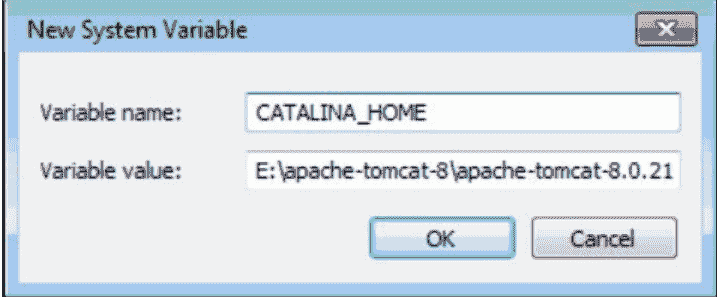 New System Variable
Variable name: CATALINA_HOME
Variable value: E:\apache-tomcat-8\apache-tomcat-8.0.21
OK Cancel